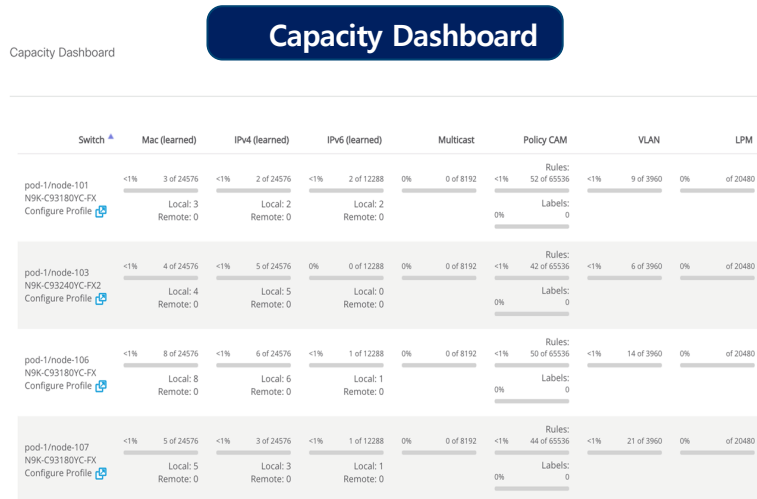 Capacity Dashboard
Capacity Dashboard
Switch Mac (learned) IPv4 (learned) IPv6 (learned) Multicast Policy CAM VLAN LPM
pod-1/node-101
N9K-C93180YC-FX
Configure Profile
<1% 3 of 24576
Local: 3
Remote: 0
<1% 2 of 24576
Local: 2
Remote: 0
<1% 2 of 12288
Local: 2
Remote: 0
0% 0 of 8192
Rules:
<1% 52 of 65536
Labels:
0% 0
<1% 9 of 3960
0% of 20480
pod-1/node-103
N9K-C93240YC-FX2
Configure Profile
<1% 4 of 24576
Local: 4
Remote: 0
<1% 5 of 24576
Local: 5
Remote: 0
0% 0 of 12288
Local: 0
Remote: 0
0% 0 of 8192
Rules:
<1% 42 of 65536
Labels:
0% 0
<1% 6 of 3960
0% of 20480
pod-1/node-106
N9K-C93180YC-FX
Configure Profile
<1% 8 of 24576
Local: 8
Remote: 0
<1% 6 of 24576
Local: 6
Remote: 0
<1% 1 of 12288
Local: 1
Remote: 0
0% 0 of 8192
Rules:
<1% 50 of 65536
Labels:
0% 0
<1% 14 of 3960
0% of 20480
pod-1/node-107
N9K-C93180YC-FX
Configure Profile
<1% 5 of 24576
Local: 5
Remote: 0
<1% 3 of 24576
Local: 3
Remote: 0
<1% 1 of 12288
Local: 1
Remote: 0
0% 0 of 8192
Rules:
<1% 44 of 65536
Labels:
0% 0
<1% 21 of 3960
0% of 20480